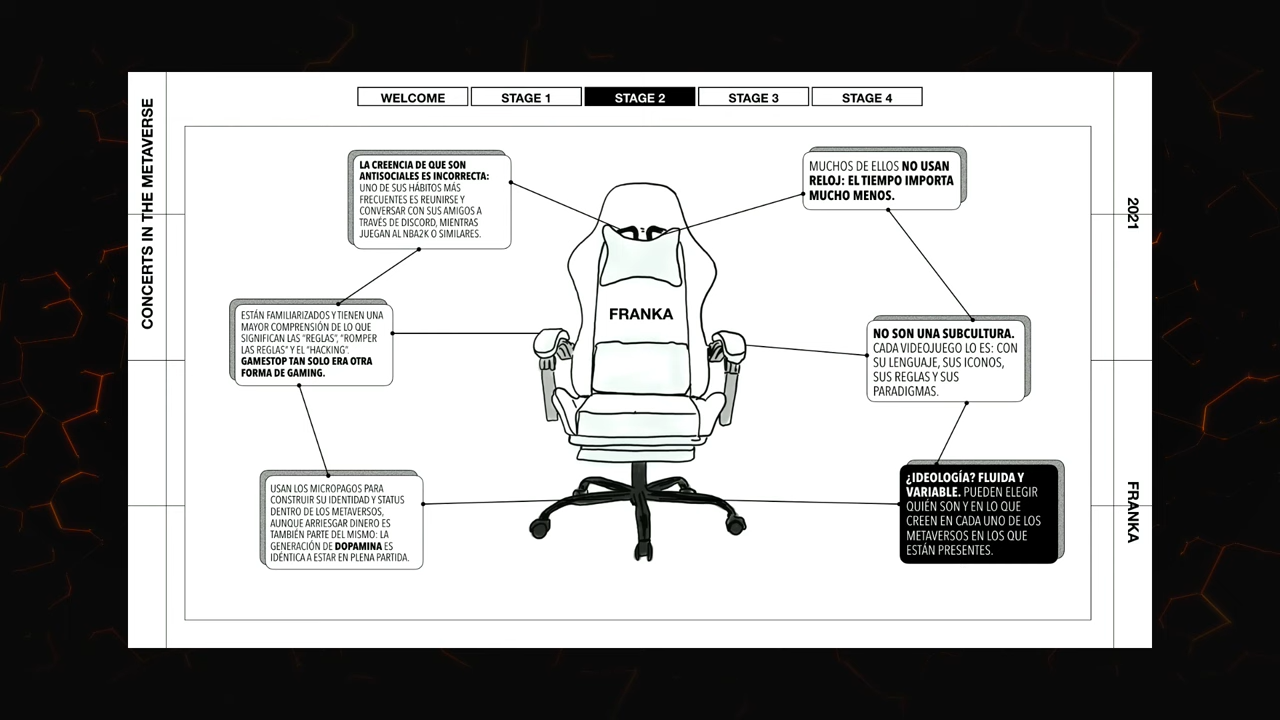 WELCOME
STAGE 1
STAGE 2
STAGE 3
STAGE 4
CONCERTS IN THE METAVERSE
2021
FRANKA
LA CREENCIA DE QUE SON
ANTISOCIALES ES INCORRECTA:
UNO DE SUS HÁBITOS MÁS
FRECUENTES ES REUNIRSE Y
CONVERSAR CON SUS AMIGOS A
TRAVÉS DE DISCORD, MIENTRAS
JUEGAN AL NBA2K O SIMILARES.
ESTÁN FAMILIARIZADOS Y TIENEN UNA
MAYOR COMPRENSIÓN DE LO QUE
SIGNIFICAN LAS "REGLAS", "ROMPER
LAS REGLAS" Y EL "HACKING".
GAMESTOP TAN SOLO ERA OTRA
FORMA DE GAMING.
USAN LOS MICROPAGOS PARA
CONSTRUIR SU IDENTIDAD Y STATUS
DENTRO DE LOS METAVERSOS,
AUNQUE ARRIESGAR DINERO ES
TAMBIÉN PARTE DEL MISMO: LA
GENERACIÓN DE DOPAMINA ES
IDÉNTICA A ESTAR EN PLENA PARTIDA.
FRANKA
MUCHOS DE ELLOS NO USAN
RELOJ: EL TIEMPO IMPORTA
MUCHO MENOS.
NO SON UNA SUBCULTURA.
CADA VIDEOJUEGO LO ES: CON
SU LENGUAJE, SUS ICONOS,
SUS REGLAS Y SUS
PARADIGMAS.
¿IDEOLOGÍA? FLUIDA Y
VARIABLE. PUEDEN ELEGIR
QUIÉN SON Y EN LO QUE
CREEN EN CADA UNO DE LOS
METAVERSOS EN LOS QUE
ESTÁN PRESENTES.